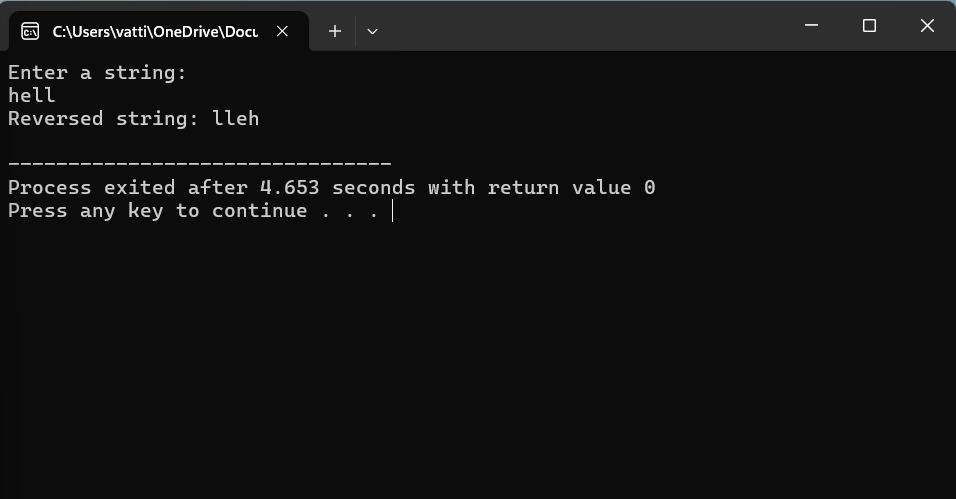 C:\Users\vatti\OneDrive\Docu
Enter a string:
hell
Reversed string: lleh
--------------------------------
Process exited after 4.653 seconds with return value 0
Press any key to continue . . .